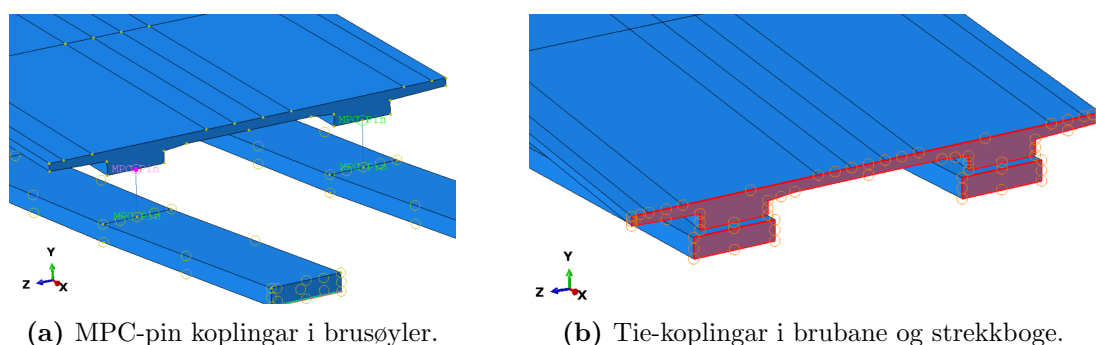 MPC-Pin
MPC-Pin
MPC-Pin
MPC-Pin
Y
Z
X
Y
Z
X
(a) MPC-pin koplingar i brusøyler.
(b) Tie-koplingar i brubane og strekkboge.